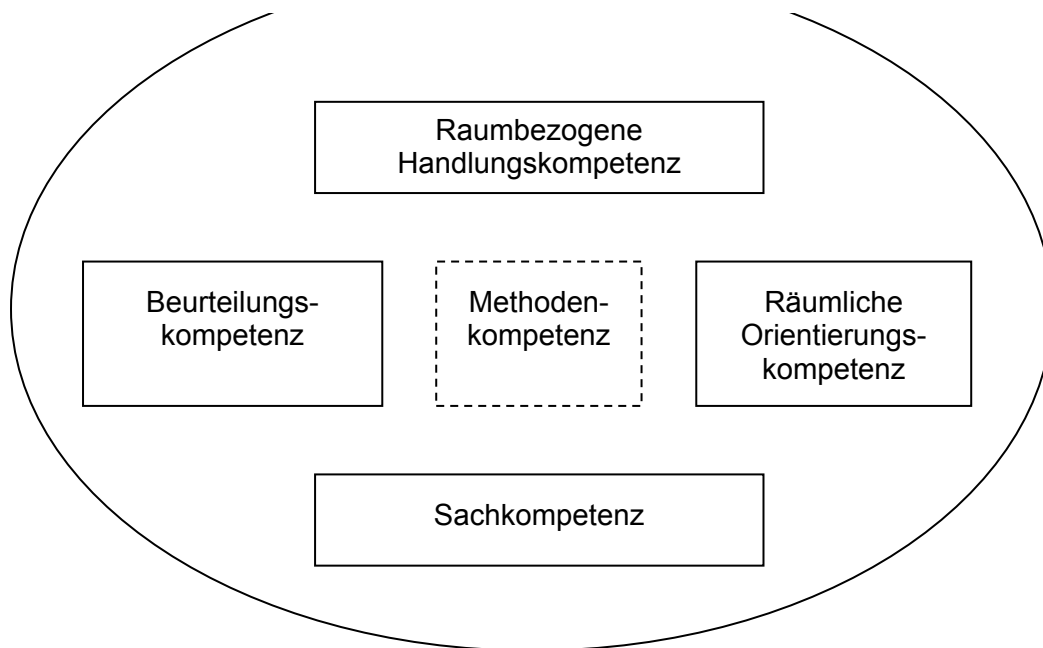 Raumbezogene
Handlungskompetenz
Beurteilungs-
kompetenz
Methoden-
kompetenz
Räumliche
Orientierungs-
kompetenz
Sachkompetenz